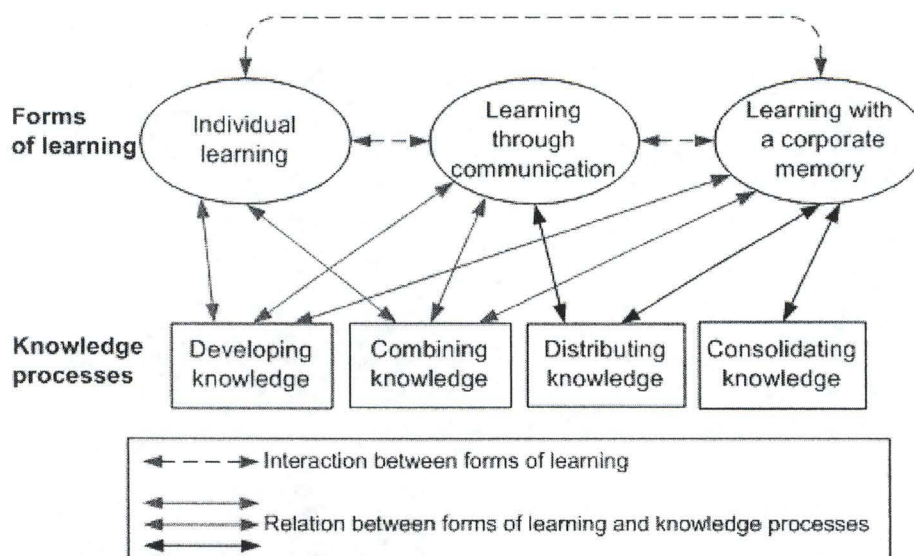 Forms
of learning
Individual
learning
Learning
through
communication
Learning with
a corporate
memory
Knowledge
processes
Developing
knowledge
Combining
knowledge
Distributing
knowledge
Consolidating
knowledge
Interaction between forms of learning
Relation between forms of learning and knowledge processes